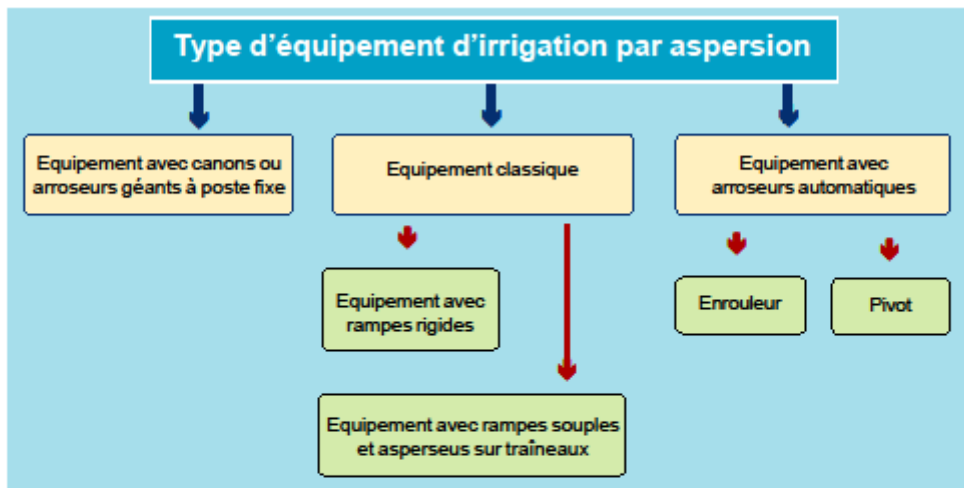 Type d'équipement d'irrigation par aspersion
Equipement avec canons ou
arroseurs géants à poste fixe
Equipement classique
Equipement avec
arroseurs automatiques
Equipement avec
rampes rigides
Enrouleur
Pivot
Equipement avec rampes souples
et asperseus sur traîneaux